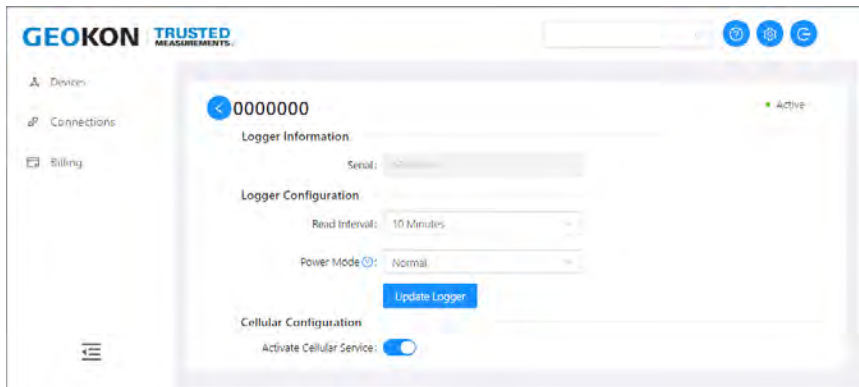 GEOKON TRUSTED MEASUREMENTS
Devices
Connections
Billing
0000000
Active
Logger Information
Serial:
Logger Configuration
Read Interval: 10 Minutes
Power Mode ?: Normal
Update Logger
Cellular Configuration
Activate Cellular Service: